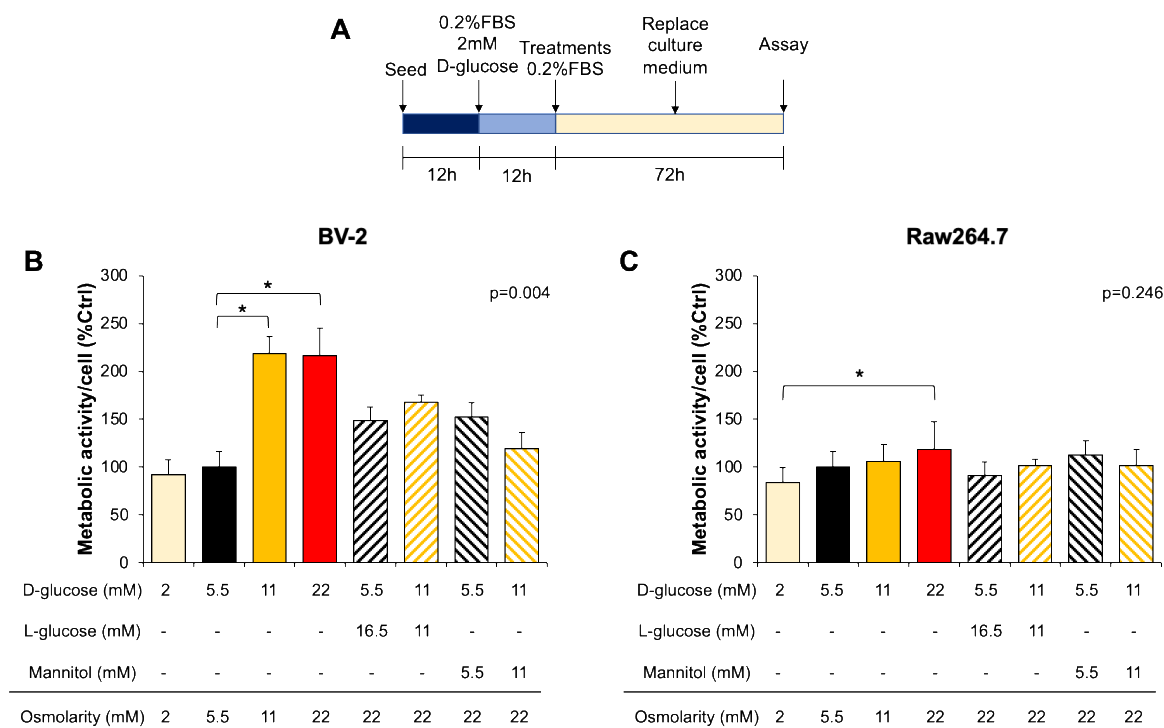 A
0.2%FBS
2mM
D-glucose
Seed
Treatments
0.2%FBS
Replace
culture
medium
Assay
12h 12h 72h
BV-2
B
Metabolic activity/cell (%Ctrl)
300
250
200
150
100
50
0
* *
p=0.004
D-glucose (mM) 2 5.5 11 22 5.5 11 5.5 11
L-glucose (mM) - - - - 16.5 11 - -
Mannitol (mM) - - - - - - 5.5 11
Osmolarity (mM) 2 5.5 11 22 22 22 22 22
Raw264.7
C
Metabolic activity/cell (%Ctrl)
300
250
200
150
100
50
0
*
p=0.246
D-glucose (mM) 2 5.5 11 22 5.5 11 5.5 11
L-glucose (mM) - - - - 16.5 11 - -
Mannitol (mM) - - - - - - 5.5 11
Osmolarity (mM) 2 5.5 11 22 22 22 22 22